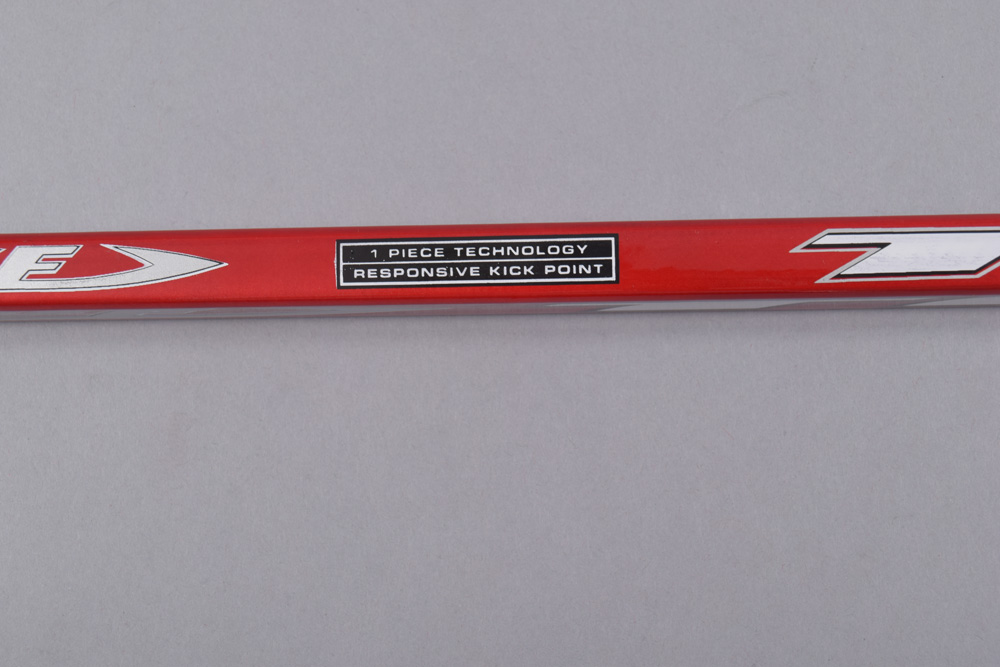 E
1 PIECE TECHNOLOGY
RESPONSIVE KICK POINT